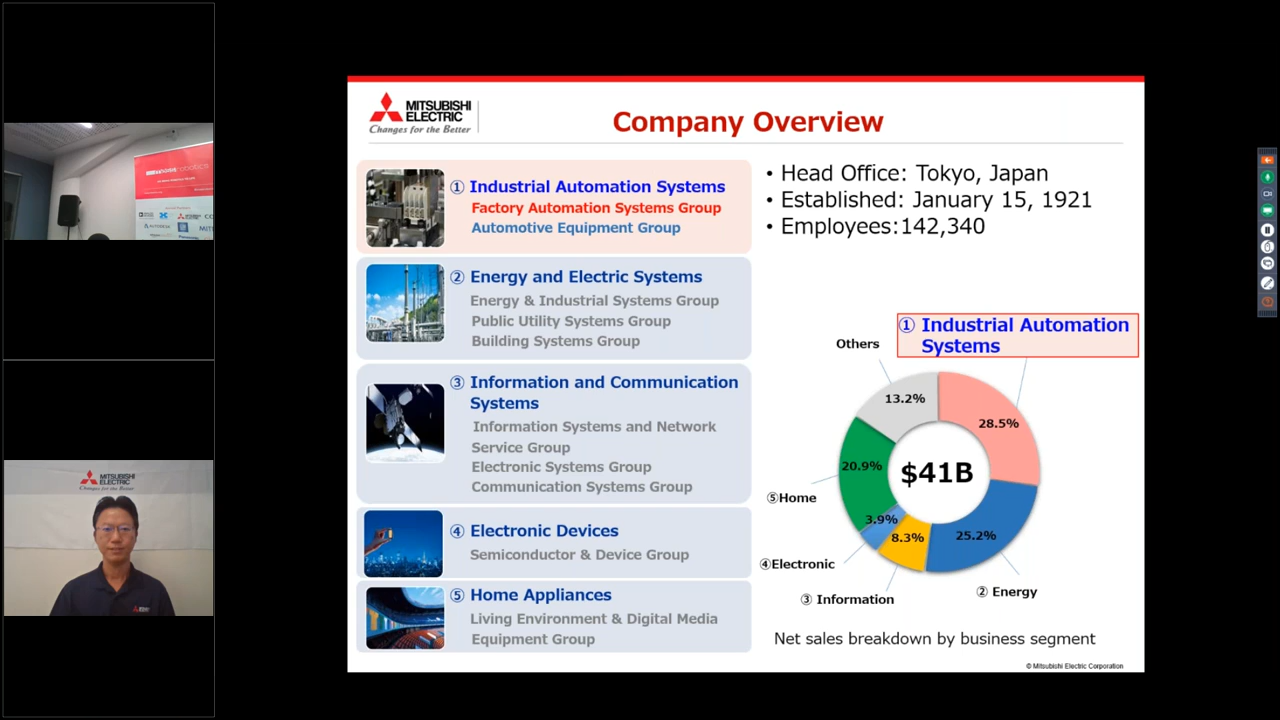 MITSUBISHI
ELECTRIC
Changes for the Better
Company Overview
① Industrial Automation Systems
Factory Automation Systems Group
Automotive Equipment Group
② Energy and Electric Systems
Energy & Industrial Systems Group
Public Utility Systems Group
Building Systems Group
③ Information and Communication
Systems
Information Systems and Network
Service Group
Electronic Systems Group
Communication Systems Group
④ Electronic Devices
Semiconductor & Device Group
⑤ Home Appliances
Living Environment & Digital Media
Equipment Group
• Head Office: Tokyo, Japan
• Established: January 15, 1921
• Employees:142,340
① Industrial Automation
Systems
Others
13.2%
28.5%
20.9%
$41B
⑤Home
3.9%
8.3%
25.2%
④Electronic
③ Information
② Energy
Net sales breakdown by business segment
© Mitsubishi Electric Corporation
MITSUBISHI
ELECTRIC
Changes for the Better